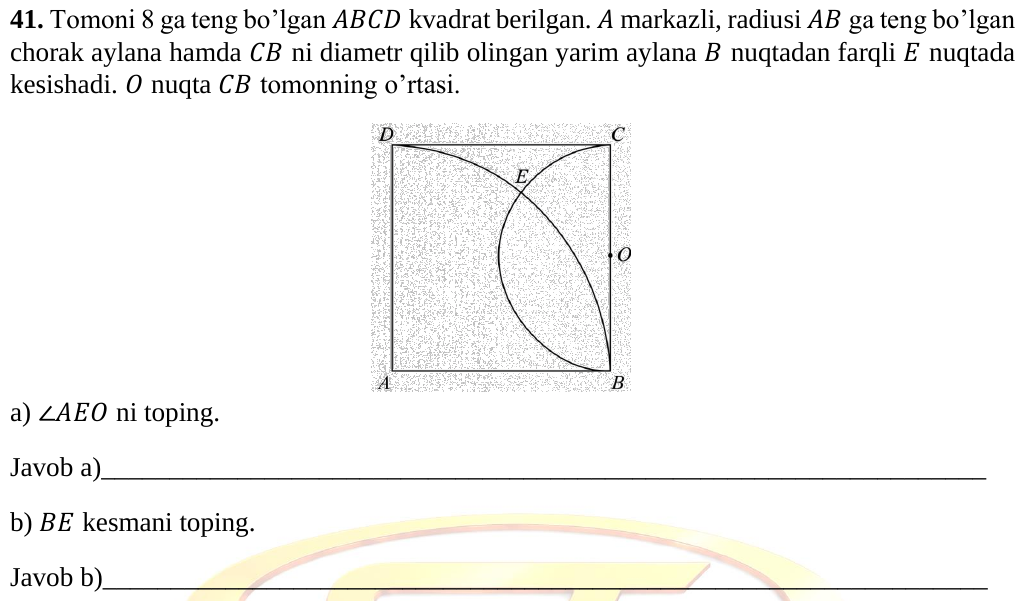 41. Tomoni 8 ga teng bo’lgan ABCD kvadrat berilgan. A markazli, radiusi AB ga teng bo’lgan
chorak aylana hamda CB ni diametr qilib olingan yarim aylana B nuqtadan farqli E nuqtada
kesishadi. O nuqta CB tomonning o’rtasi.
D C
E
O
A B
a) ∠AEO ni toping.
Javob a)____________________________________________________________________
b) BE kesmani toping.
Javob b)____________________________________________________________________